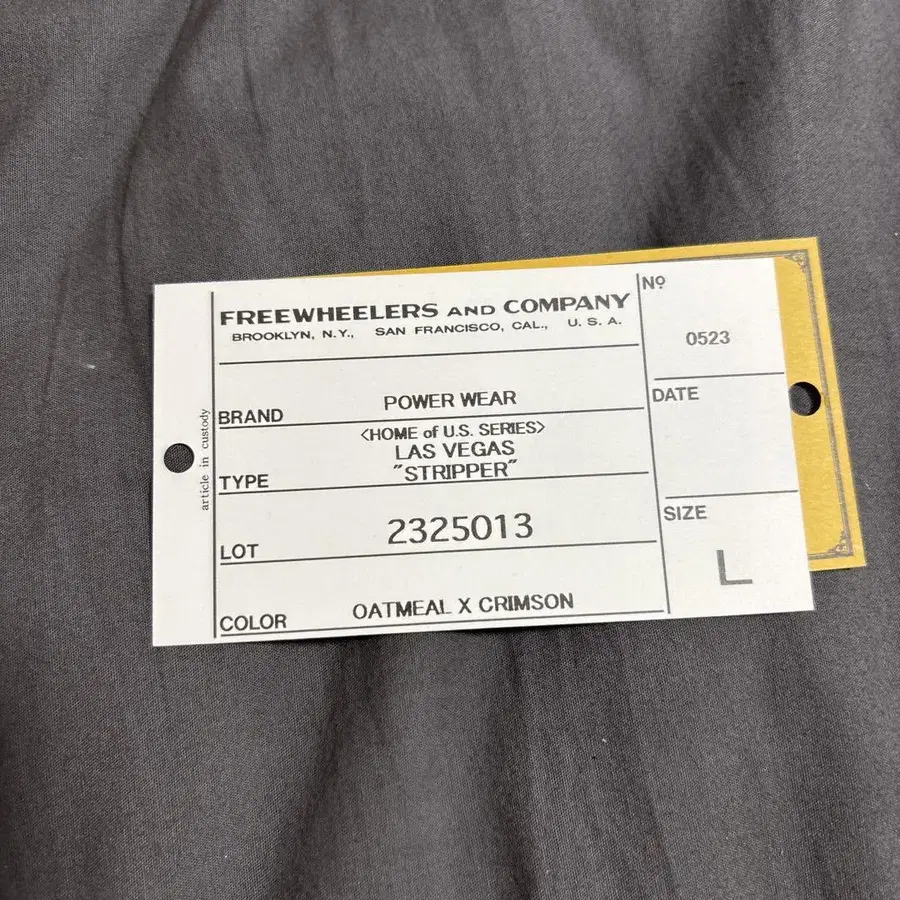 FREEWHEELERS AND COMPANY
BROOKLYN, N.Y., SAN FRANCISCO, CAL., U. S. A.
Nº
0523
BRAND POWER WEAR
DATE
<HOME of U.S. SERIES>
LAS VEGAS
TYPE "STRIPPER"
SIZE
L
LOT 2325013
COLOR OATMEAL X CRIMSON
article in custody